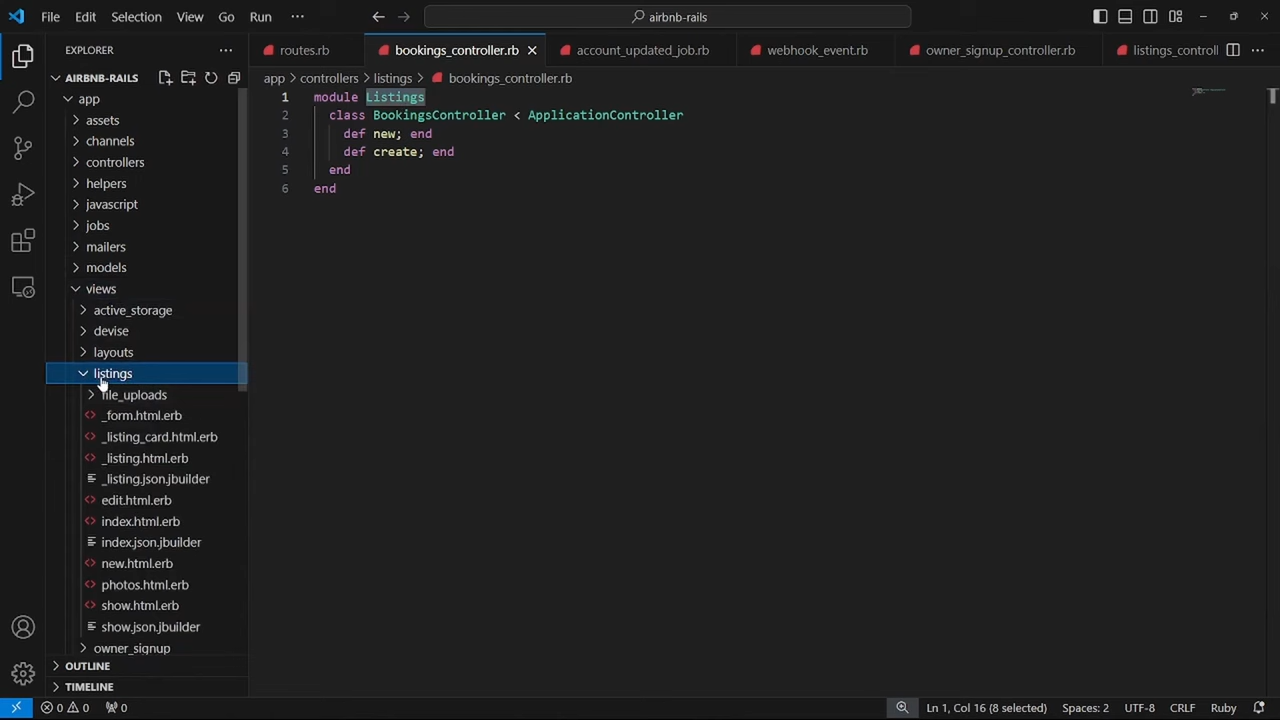 File Edit Selection View Go Run ··· airbnb-rails
EXPLORER ···
routes.rb bookings_controller.rb account_updated_job.rb webhook_event.rb owner_signup_controller.rb listings_controll ···
AIRBNB-RAILS
app > controllers > listings > bookings_controller.rb
app
assets
channels
controllers
helpers
javascript
jobs
mailers
models
views
active_storage
devise
layouts
listings
file_uploads
_form.html.erb
_listing_card.html.erb
_listing.html.erb
_listing.json.jbuilder
edit.html.erb
index.html.erb
index.json.jbuilder
new.html.erb
photos.html.erb
show.html.erb
show.json.jbuilder
owner_signup
OUTLINE
TIMELINE
1 module Listings
2 class BookingsController < ApplicationController
3 def new; end
4 def create; end
5 end
6 end
0 0 0 Ln 1, Col 16 (8 selected) Spaces: 2 UTF-8 CRLF Ruby